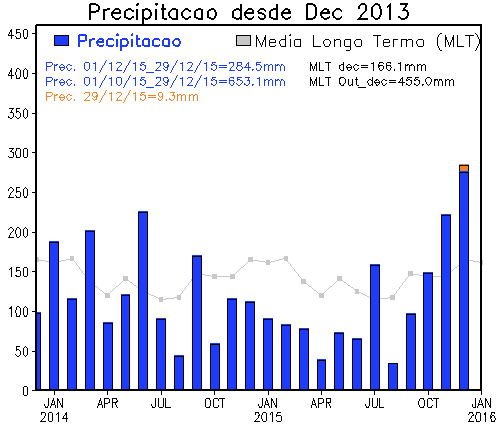 Precipitacao desde Dec 2013
Precipitacao Media Longo Termo (MLT)
Prec. 01/12/15_29/12/15=284.5mm MLT dec=166.1mm
Prec. 01/10/15_29/12/15=653.1mm MLT Out_dec=455.0mm
Prec. 29/12/15=9.3mm
450
400
350
300
250
200
150
100
50
0
JAN APR JUL OCT JAN APR JUL OCT JAN
2014 2015 2016